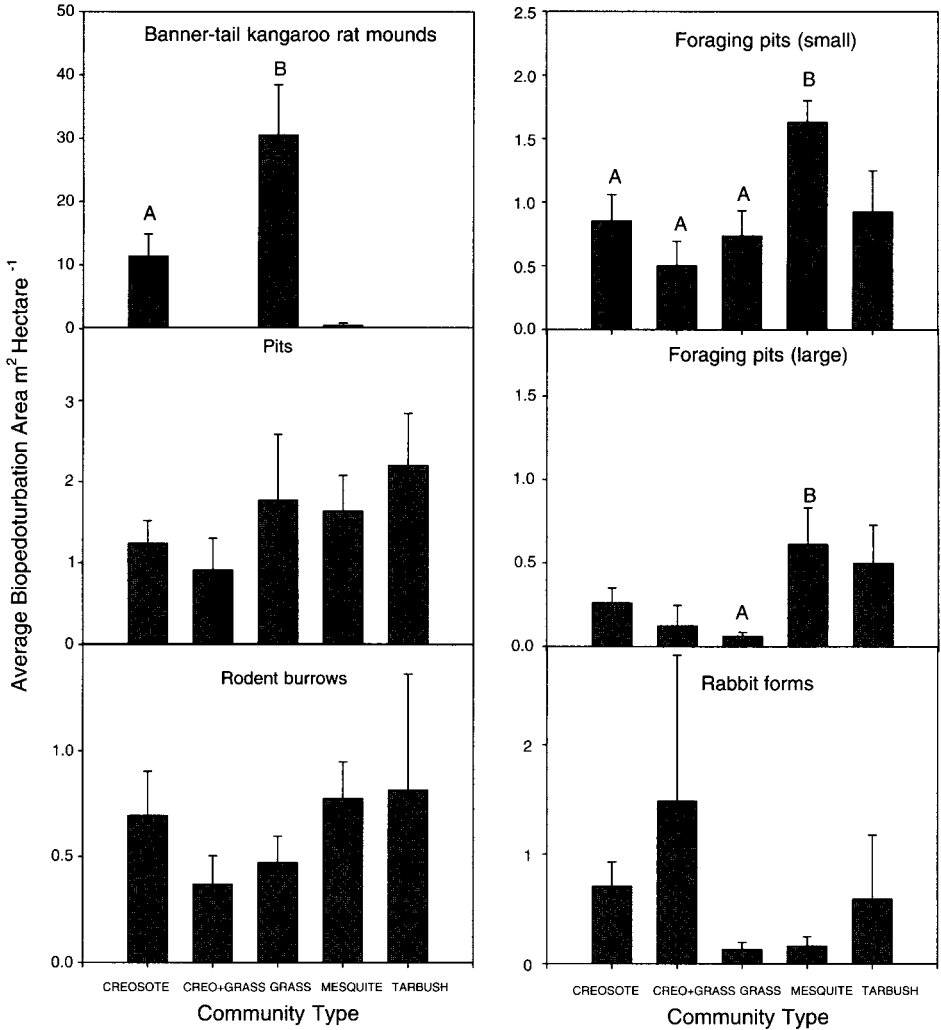 Average Biopedoturbation Area m² Hectare ⁻¹
Banner-tail kangaroo rat mounds
50
40
30
20
10
0
A
B
Pits
3
2
1
0
Rodent burrows
1.0
0.5
0.0
CREOSOTE CREO+GRASS GRASS MESQUITE TARBUSH
Community Type
Foraging pits (small)
2.5
2.0
1.5
1.0
0.5
0.0
A
A
A
B
Foraging pits (large)
1.5
1.0
0.5
0.0
A
B
Rabbit forms
2
1
0
CREOSOTE CREO+GRASS GRASS MESQUITE TARBUSH
Community Type